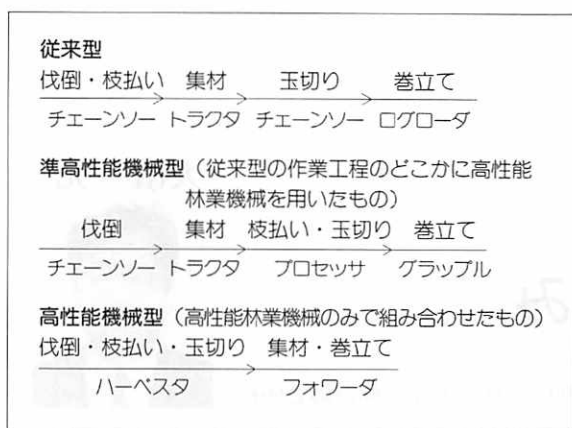 従来型
伐倒・枝払い 集材 玉切り 巻立て
チェーンソー トラクタ チェーンソー ログローダ
準高性能機械型（従来型の作業工程のどこかに高性能
林業機械を用いたもの）
伐倒 集材 枝払い・玉切り 巻立て
チェーンソー トラクタ プロセッサ グラップル
高性能機械型（高性能林業機械のみで組み合わせたもの）
伐倒・枝払い・玉切り 集材・巻立て
ハーベスタ フォワーダ